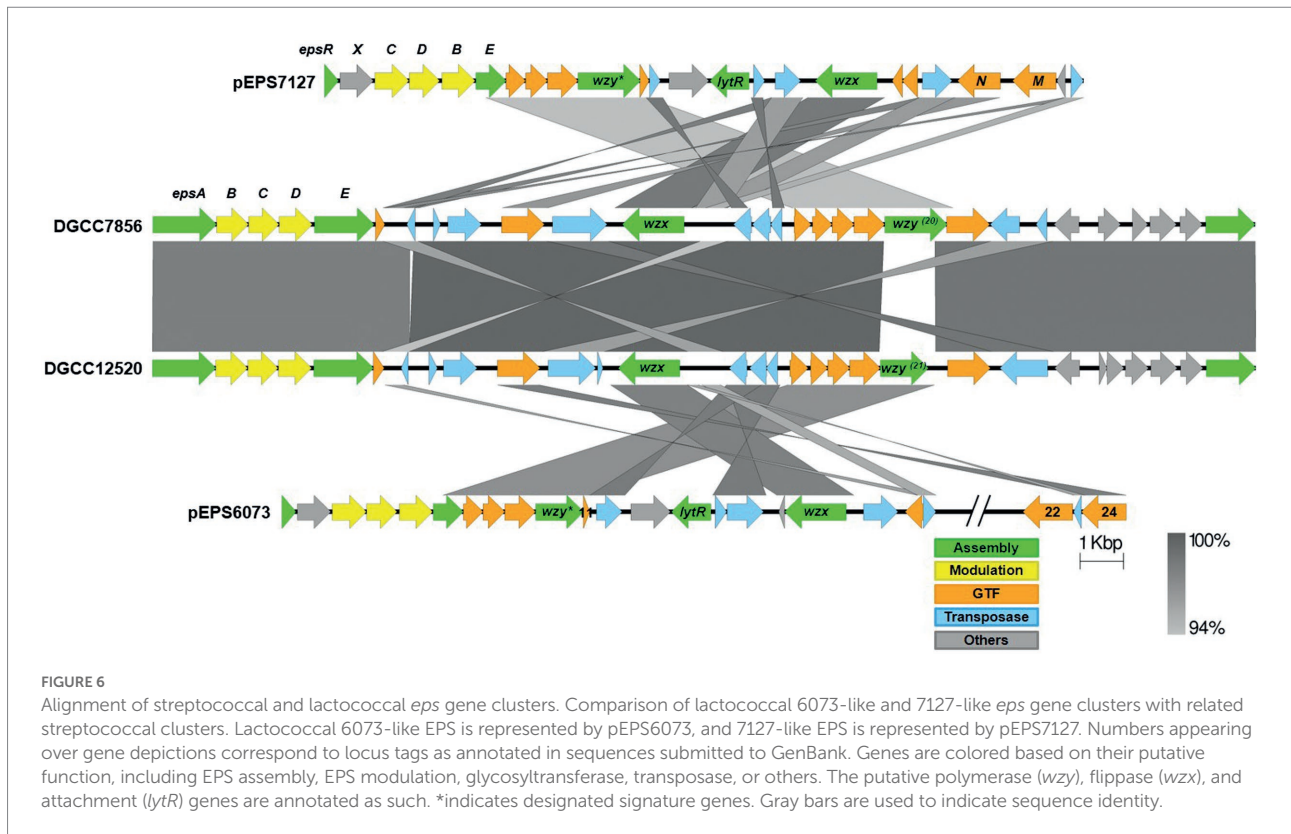 epsR X C D B E
pEPS7127 wzy* lytR wzx N M
epsA B C D E
DGCC7856 wzx wzy (20)
DGCC12520 wzx wzy (21)
pEPS6073 wzy* 11 lytR wzx 22 24
Assembly
Modulation
GTF
Transposase
Others
1 Kbp
100%
94%
FIGURE 6
Alignment of streptococcal and lactococcal eps gene clusters. Comparison of lactococcal 6073-like and 7127-like eps gene clusters with related
streptococcal clusters. Lactococcal 6073-like EPS is represented by pEPS6073, and 7127-like EPS is represented by pEPS7127. Numbers appearing
over gene depictions correspond to locus tags as annotated in sequences submitted to GenBank. Genes are colored based on their putative
function, including EPS assembly, EPS modulation, glycosyltransferase, transposase, or others. The putative polymerase (wzy), flippase (wzx), and
attachment (lytR) genes are annotated as such. *indicates designated signature genes. Gray bars are used to indicate sequence identity.